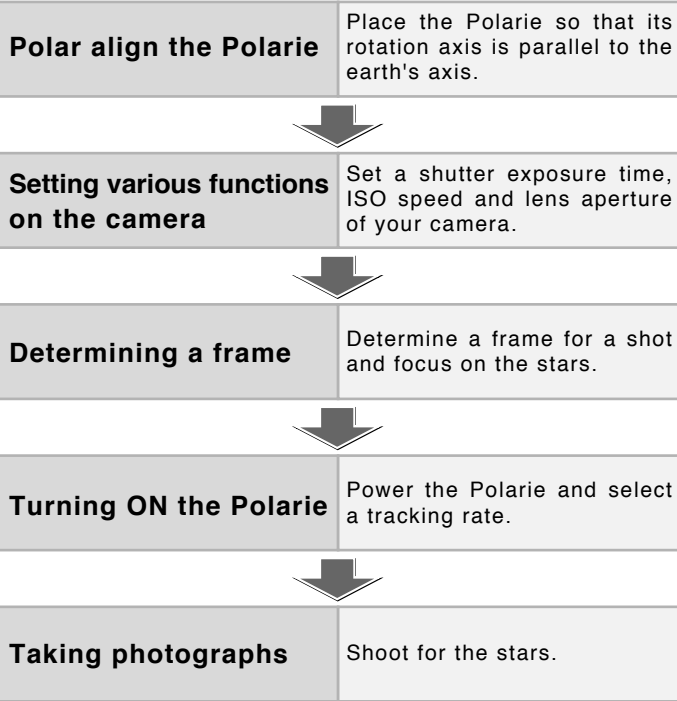 Polar align the Polarie
Place the Polarie so that its
rotation axis is parallel to the
earth's axis.
Setting various functions
on the camera
Set a shutter exposure time,
ISO speed and lens aperture
of your camera.
Determining a frame
Determine a frame for a shot
and focus on the stars.
Turning ON the Polarie
Power the Polarie and select
a tracking rate.
Taking photographs
Shoot for the stars.